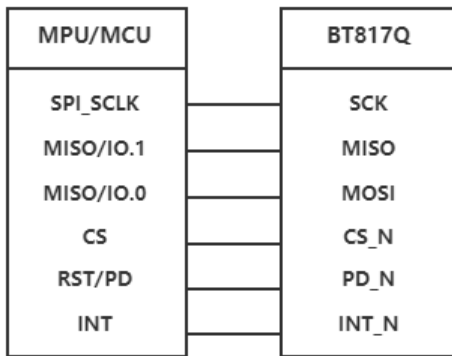 MPU/MCU BT817Q
SPI_SCLK SCK
MISO/IO.1 MISO
MISO/IO.0 MOSI
CS CS_N
RST/PD PD_N
INT INT_N